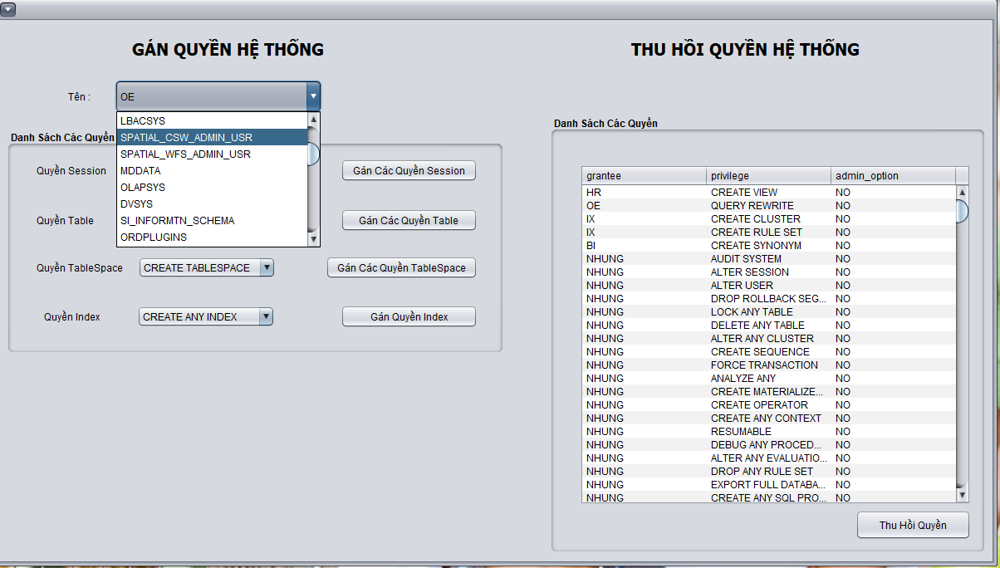 GÁN QUYỀN HỆ THỐNG
Tên :
OE
LBACSYS
SPATIAL_CSW_ADMIN_USR
SPATIAL_WFS_ADMIN_USR
MDDATA
OLAPSYS
DVSYS
SI_INFORMTN_SCHEMA
ORDPLUGINS
Danh Sách Các Quyền
Quyền Session
Gán Các Quyền Session
Quyền Table
Gán Các Quyền Table
Quyền TableSpace
CREATE TABLESPACE
Gán Các Quyền TableSpace
Quyền Index
CREATE ANY INDEX
Gán Quyền Index
THU HỒI QUYỀN HỆ THỐNG
Danh Sách Các Quyền
grantee privilege admin_option
HR CREATE VIEW NO
OE QUERY REWRITE NO
IX CREATE CLUSTER NO
IX CREATE RULE SET NO
BI CREATE SYNONYM NO
NHUNG AUDIT SYSTEM NO
NHUNG ALTER SESSION NO
NHUNG ALTER USER NO
NHUNG DROP ROLLBACK SEG... NO
NHUNG LOCK ANY TABLE NO
NHUNG DELETE ANY TABLE NO
NHUNG ALTER ANY CLUSTER NO
NHUNG CREATE SEQUENCE NO
NHUNG FORCE TRANSACTION NO
NHUNG ANALYZE ANY NO
NHUNG CREATE MATERIALIZE... NO
NHUNG CREATE OPERATOR NO
NHUNG CREATE ANY CONTEXT NO
NHUNG RESUMABLE NO
NHUNG DEBUG ANY PROCED... NO
NHUNG ALTER ANY EVALUATIO... NO
NHUNG DROP ANY RULE SET NO
NHUNG EXPORT FULL DATABA... NO
NHUNG CREATE ANY SQL PRO... NO
Thu Hồi Quyền